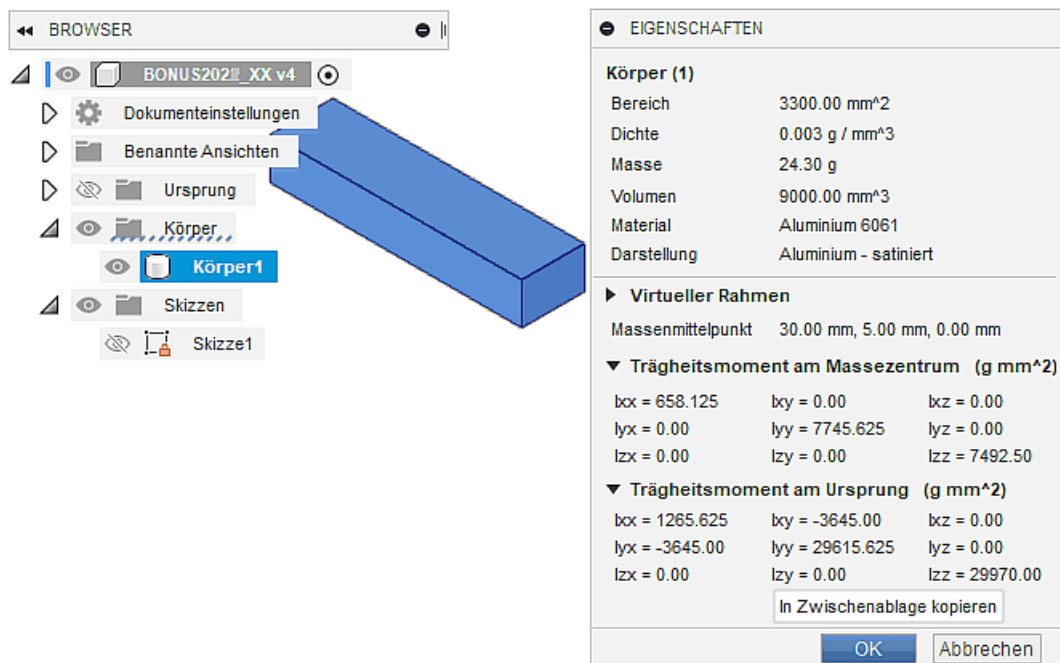 BROWSER
BONUS202 _XX v4
Dokumenteinstellungen
Benannte Ansichten
Ursprung
Körper
Körper1
Skizzen
Skizze1
EIGENSCHAFTEN
Körper (1)
Bereich 3300.00 mm^2
Dichte 0.003 g / mm^3
Masse 24.30 g
Volumen 9000.00 mm^3
Material Aluminium 6061
Darstellung Aluminium - satiniert
Virtueller Rahmen
Massenmittelpunkt 30.00 mm, 5.00 mm, 0.00 mm
Trägheitsmoment am Massezentrum (g mm^2)
Ixx = 658.125 Ixy = 0.00 Ixz = 0.00
Iyx = 0.00 Iyy = 7745.625 Iyz = 0.00
Izx = 0.00 Izy = 0.00 Izz = 7492.50
Trägheitsmoment am Ursprung (g mm^2)
Ixx = 1265.625 Ixy = -3645.00 Ixz = 0.00
Iyx = -3645.00 Iyy = 29615.625 Iyz = 0.00
Izx = 0.00 Izy = 0.00 Izz = 29970.00
In Zwischenablage kopieren
OK Abbrechen